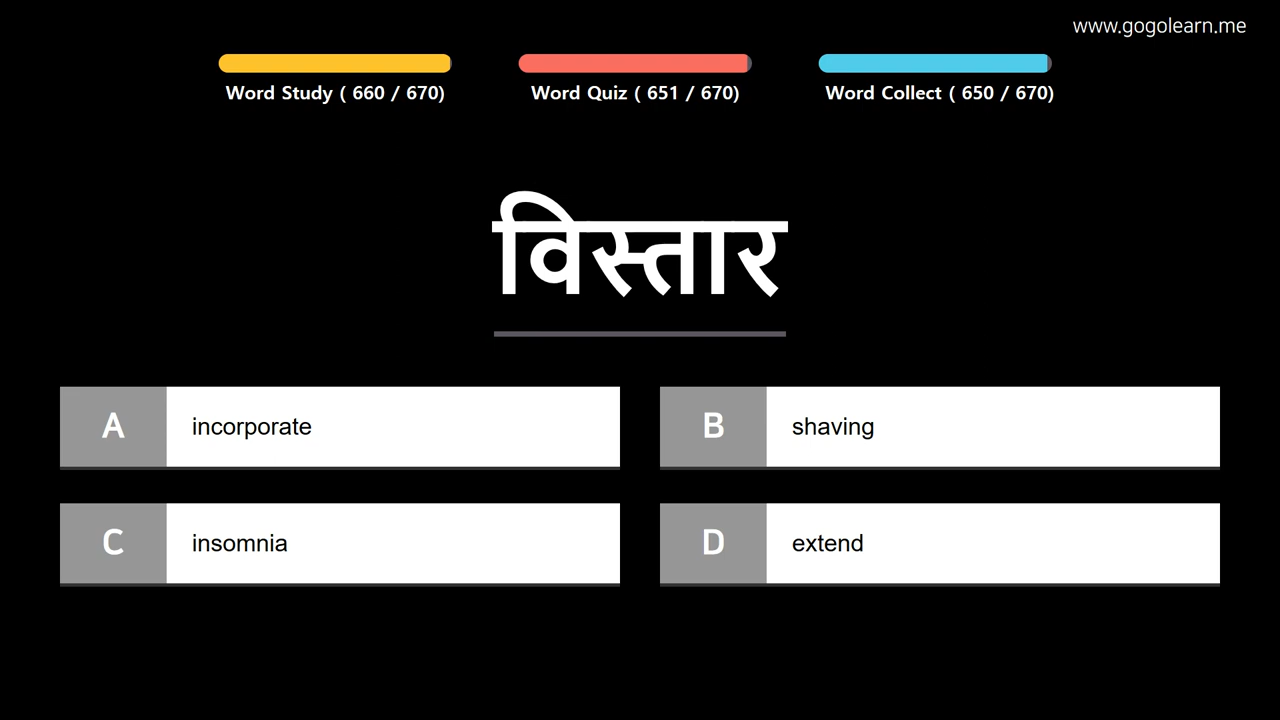 www.gogolearn.me
Word Study ( 660 / 670)
Word Quiz ( 651 / 670)
Word Collect ( 650 / 670)
विस्तार
A incorporate
B shaving
C insomnia
D extend